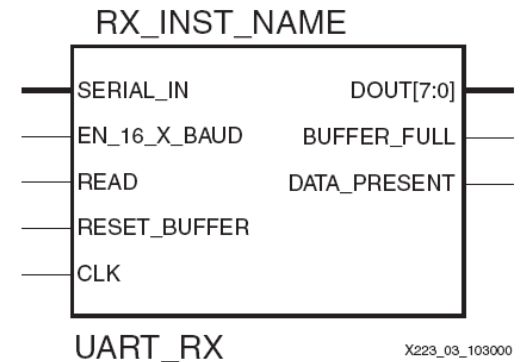 RX_INST_NAME
SERIAL_IN DOUT[7:0]
EN_16_X_BAUD BUFFER_FULL
READ DATA_PRESENT
RESET_BUFFER
CLK
UART_RX X223_03_103000